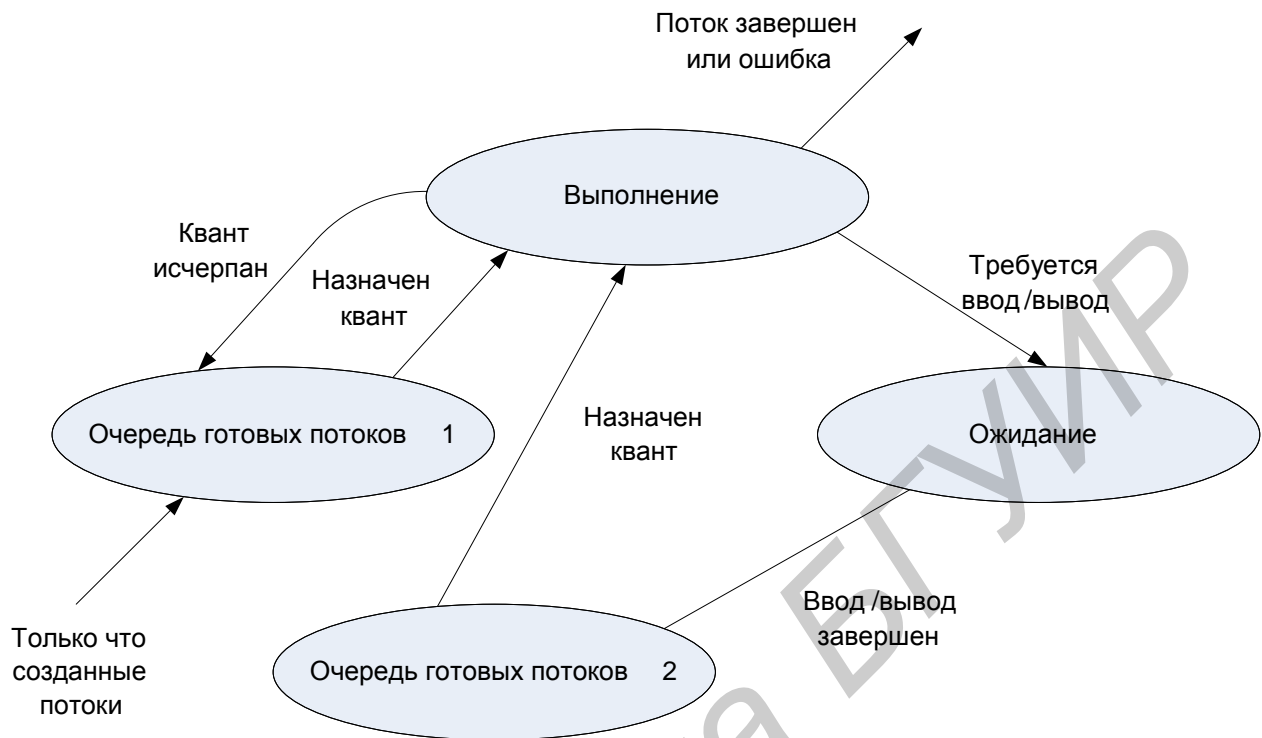 Поток завершен
или ошибка
Выполнение
Квант
исчерпан
Назначен
квант
Требуется
ввод/вывод
Очередь готовых потоков 1
Назначен
квант
Ожидание
Только что
созданные
потоки
Очередь готовых потоков 2
Ввод/вывод
завершен
БГУИР